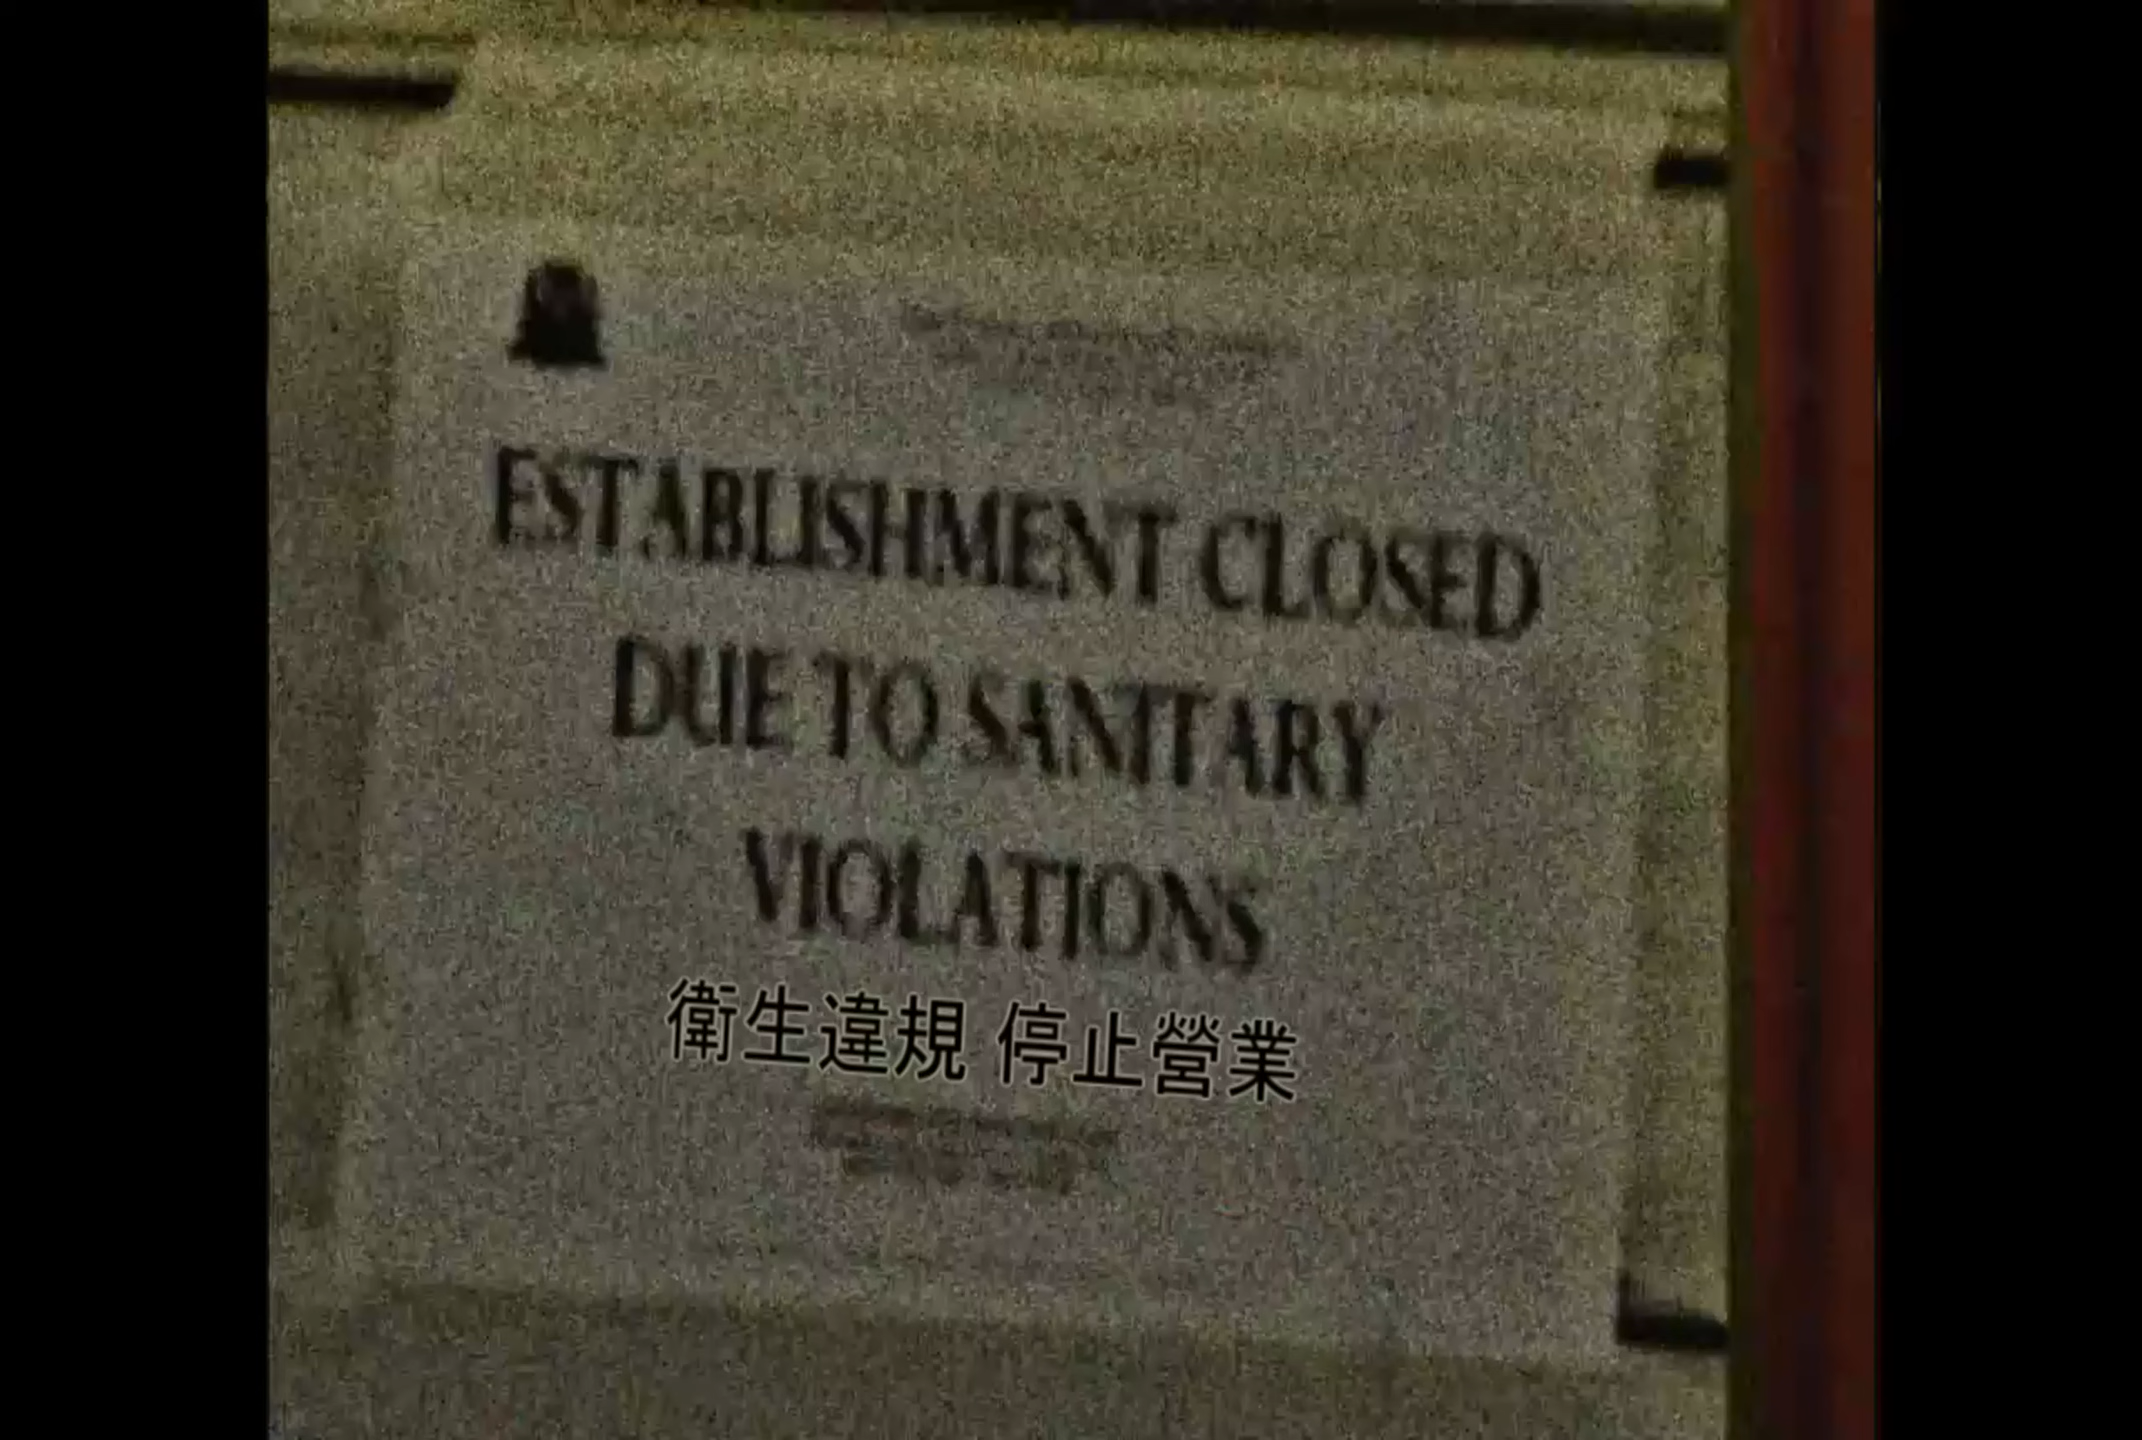 ESTABLISHMENT CLOSED
DUE TO SANITARY
VIOLATIONS
衛生違規 停止營業